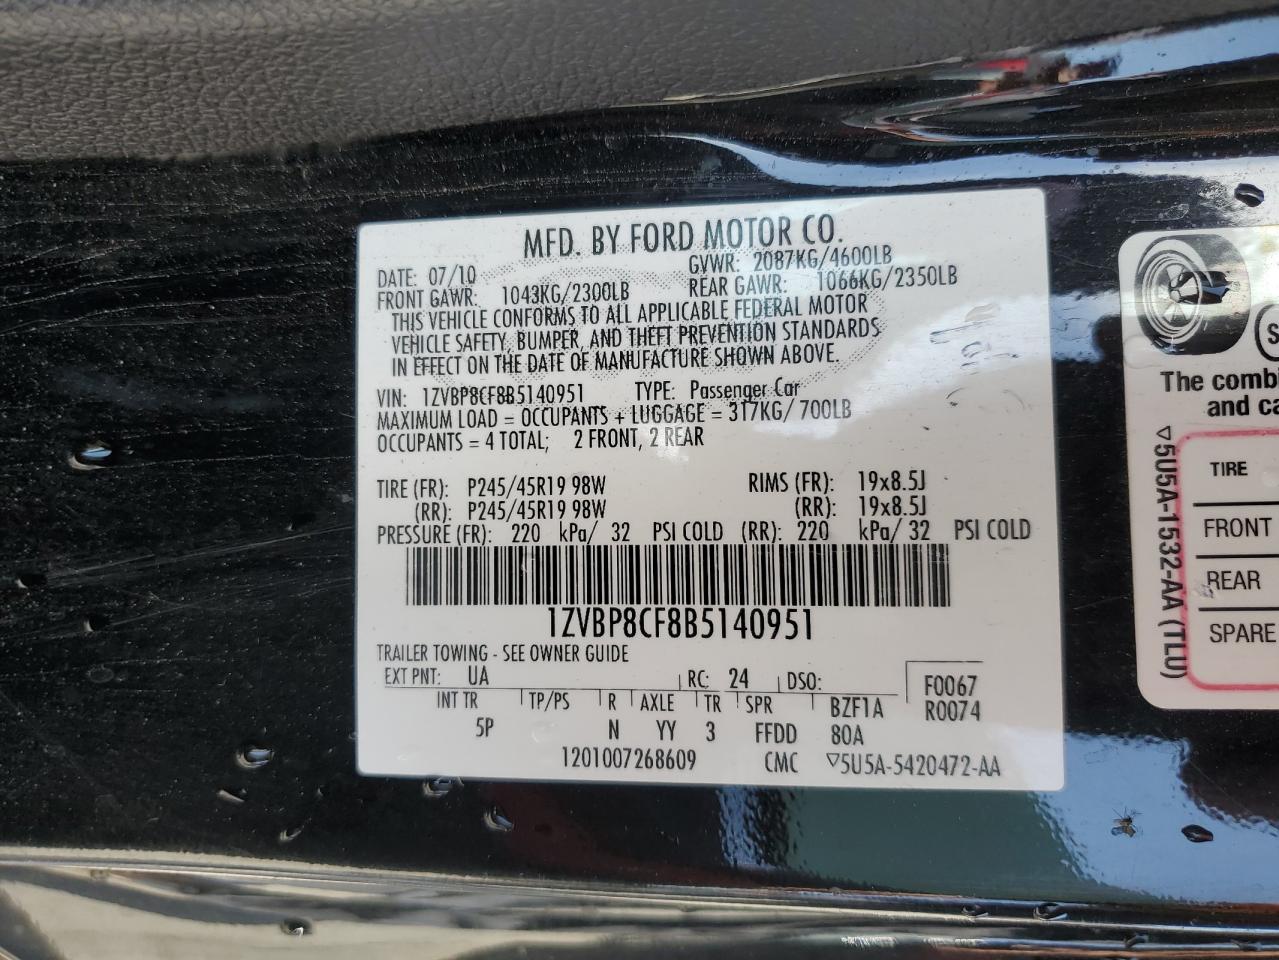 MFD. BY FORD MOTOR CO.
DATE: 07/10 GVWR: 2087KG/4600LB
FRONT GAWR: 1043KG/2300LB REAR GAWR: 1066KG/2350LB
THIS VEHICLE CONFORMS TO ALL APPLICABLE FEDERAL MOTOR
VEHICLE SAFETY, BUMPER, AND THEFT PREVENTION STANDARDS
IN EFFECT ON THE DATE OF MANUFACTURE SHOWN ABOVE.
VIN: 1ZVBP8CF8B5140951 TYPE: Passenger Car
MAXIMUM LOAD = OCCUPANTS + LUGGAGE = 317KG/700LB
OCCUPANTS = 4 TOTAL; 2 FRONT, 2 REAR
TIRE (FR): P245/45R19 98W RIMS (FR): 19x8.5J
(RR): P245/45R19 98W (RR): 19x8.5J
PRESSURE (FR): 220 kPa/ 32 PSI COLD (RR): 220 kPa/ 32 PSI COLD
1ZVBP8CF8B5140951
TRAILER TOWING - SEE OWNER GUIDE
EXT PNT: UA RC: 24 DSO: F0067
INT TR TP/PS R AXLE TR SPR BZF1A R0074
5P N YY 3 FFDD 80A
1201007268609 CMC ▽5U5A-5420472-AA
S
The combi
and ca
▽5U5A-1532-AA (TLU)
TIRE
FRONT
REAR
SPARE